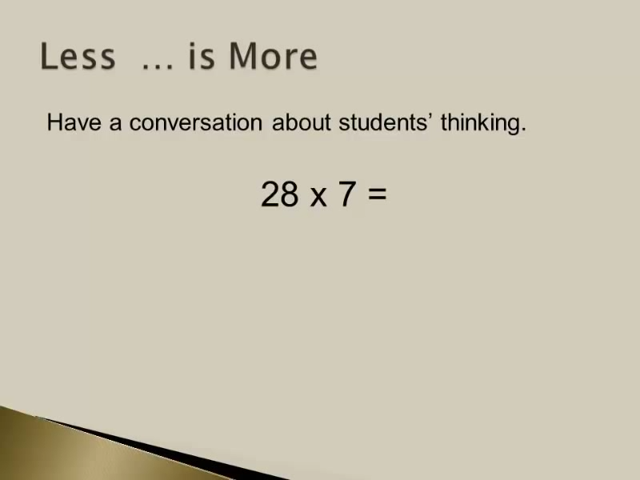 Less … is More
Have a conversation about students’ thinking.
28 x 7 =